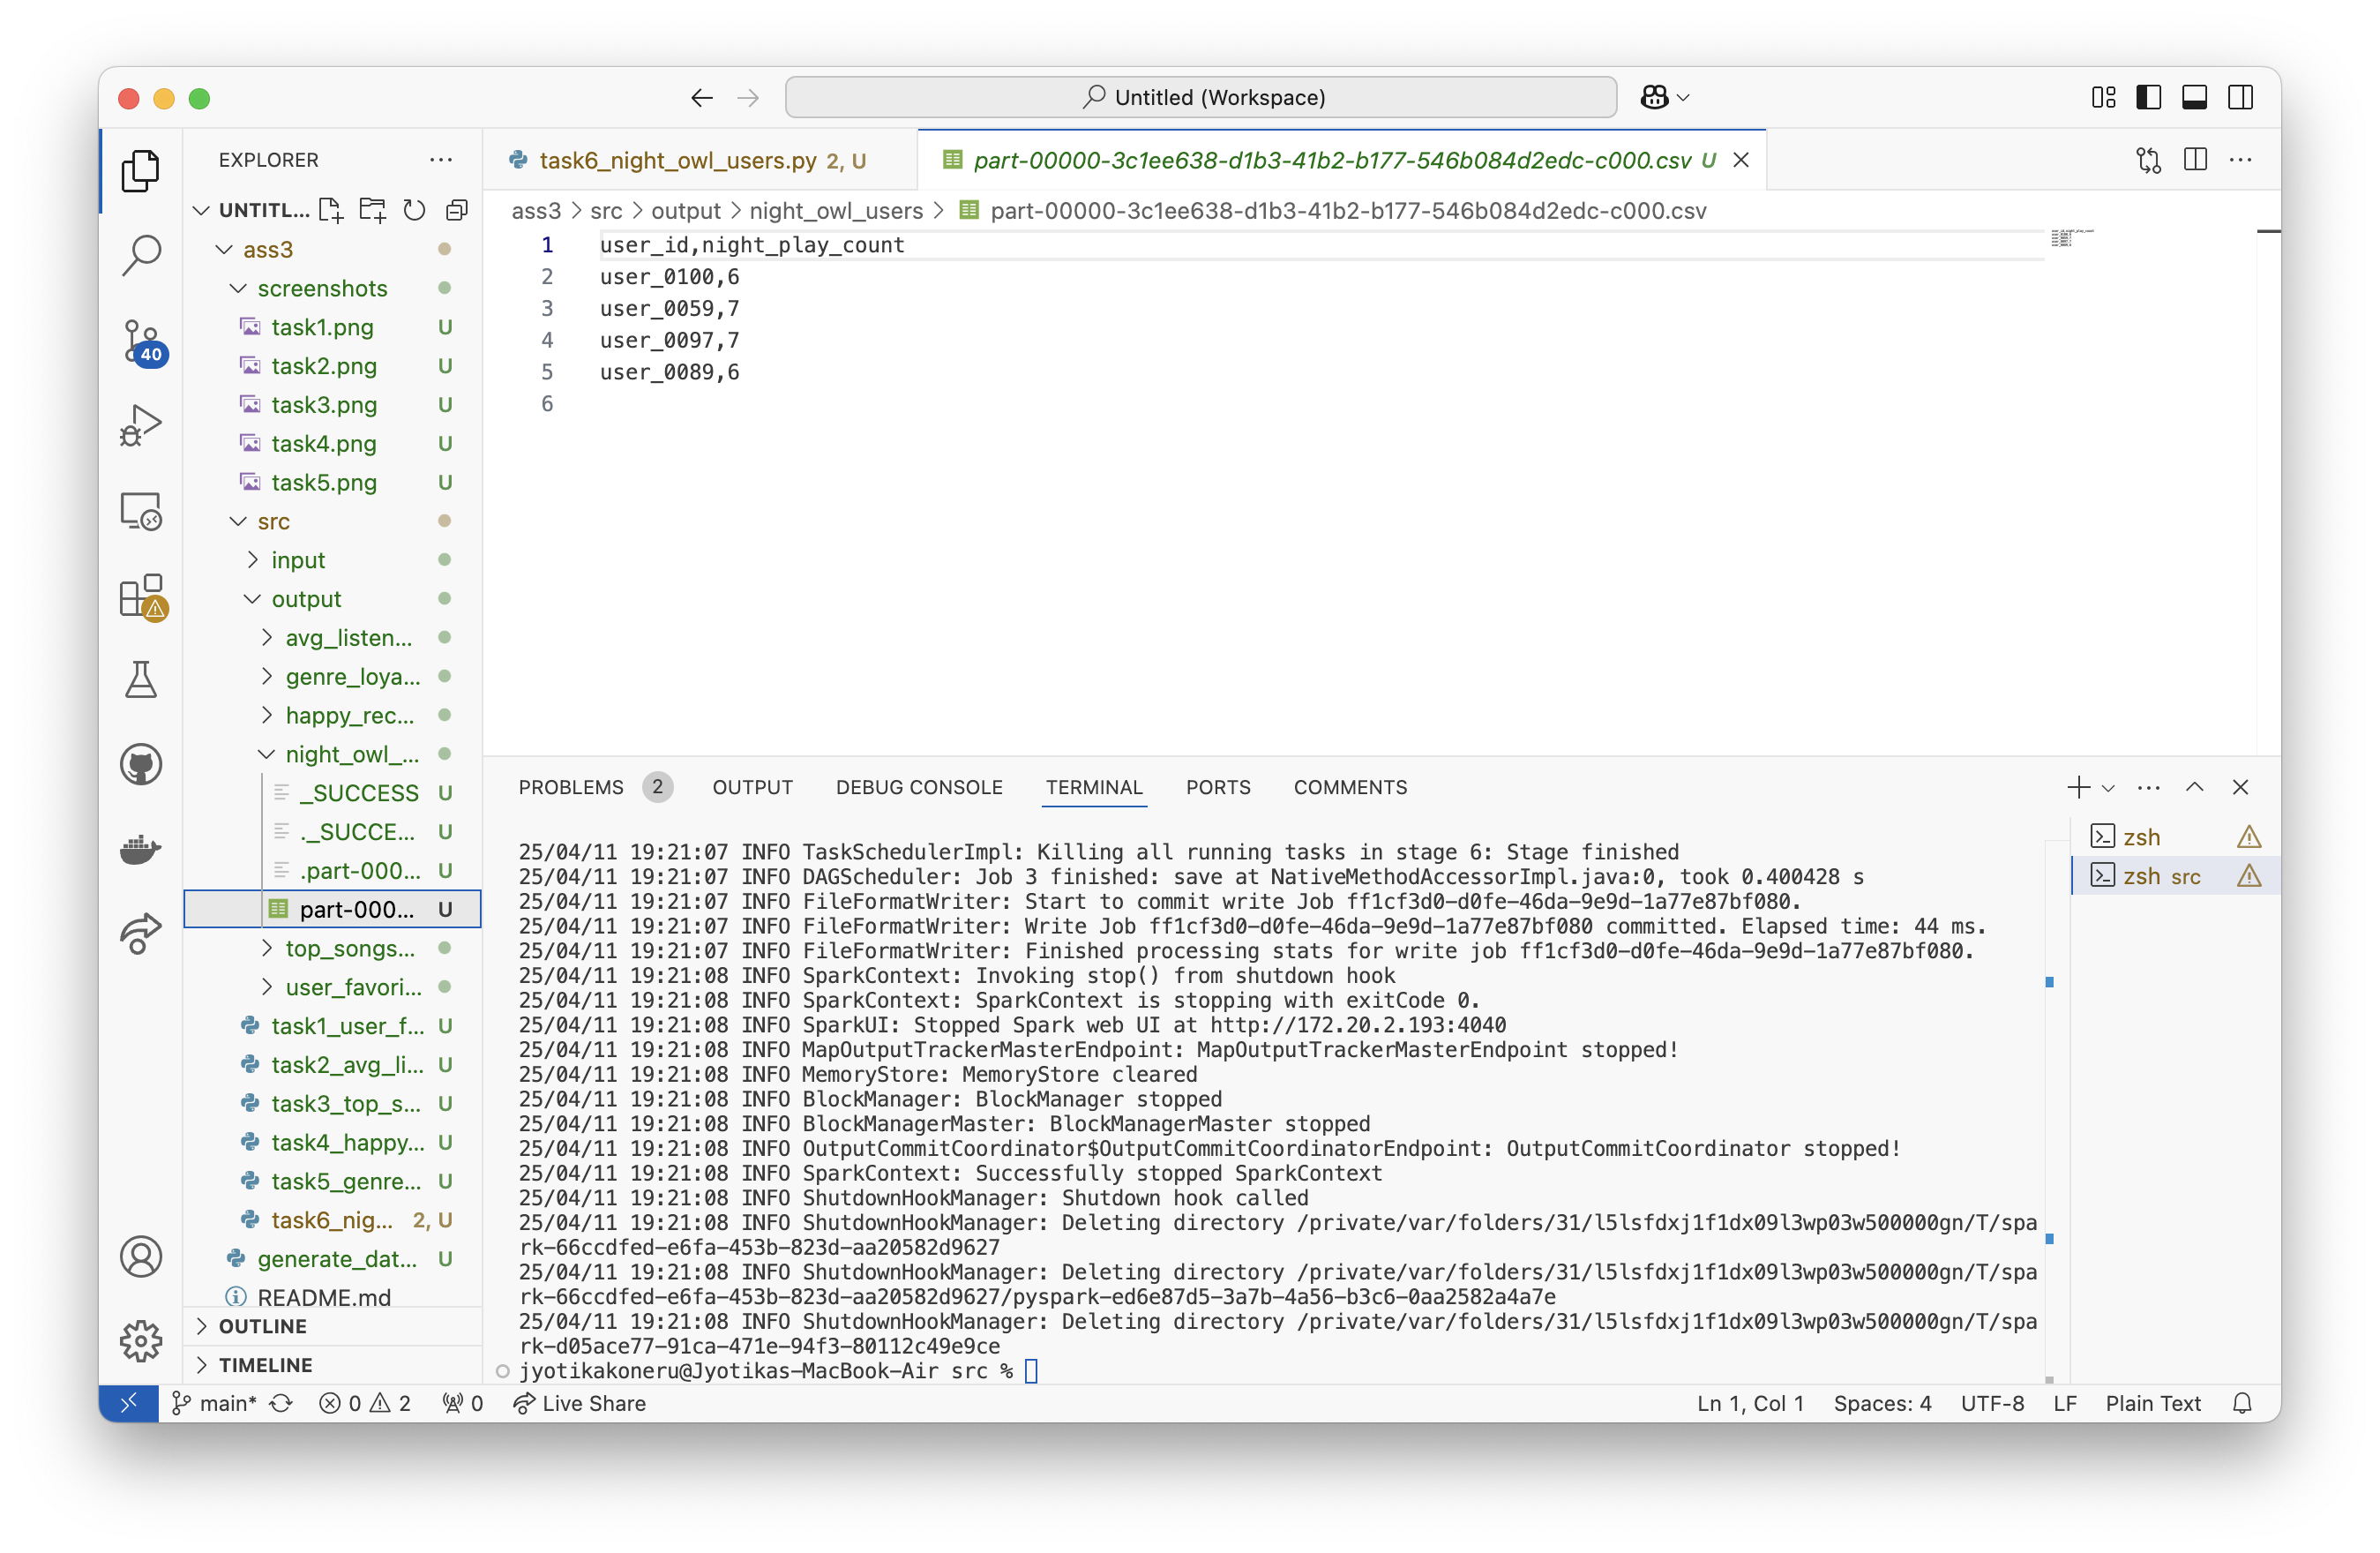 Untitled (Workspace)
EXPLORER
UNTITL...
ass3
screenshots
task1.png U
task2.png U
task3.png U
task4.png U
task5.png U
src
input
output
avg_listen...
genre_loya...
happy_rec...
night_owl_...
_SUCCESS U
._SUCCE... U
.part-000... U
part-000... U
top_songs...
user_favori...
task1_user_f... U
task2_avg_li... U
task3_top_s... U
task4_happy... U
task5_genre... U
task6_nig... 2, U
generate_dat... U
README.md
OUTLINE
TIMELINE
40
task6_night_owl_users.py 2, U
part-00000-3c1ee638-d1b3-41b2-b177-546b084d2edc-c000.csv U
ass3 > src > output > night_owl_users > part-00000-3c1ee638-d1b3-41b2-b177-546b084d2edc-c000.csv
1 user_id,night_play_count
2 user_0100,6
3 user_0059,7
4 user_0097,7
5 user_0089,6
6
PROBLEMS 2 OUTPUT DEBUG CONSOLE TERMINAL PORTS COMMENTS
25/04/11 19:21:07 INFO TaskSchedulerImpl: Killing all running tasks in stage 6: Stage finished
25/04/11 19:21:07 INFO DAGScheduler: Job 3 finished: save at NativeMethodAccessorImpl.java:0, took 0.400428 s
25/04/11 19:21:07 INFO FileFormatWriter: Start to commit write Job ff1cf3d0-d0fe-46da-9e9d-1a77e87bf080.
25/04/11 19:21:07 INFO FileFormatWriter: Write Job ff1cf3d0-d0fe-46da-9e9d-1a77e87bf080 committed. Elapsed time: 44 ms.
25/04/11 19:21:07 INFO FileFormatWriter: Finished processing stats for write job ff1cf3d0-d0fe-46da-9e9d-1a77e87bf080.
25/04/11 19:21:08 INFO SparkContext: Invoking stop() from shutdown hook
25/04/11 19:21:08 INFO SparkContext: SparkContext is stopping with exitCode 0.
25/04/11 19:21:08 INFO SparkUI: Stopped Spark web UI at http://172.20.2.193:4040
25/04/11 19:21:08 INFO MapOutputTrackerMasterEndpoint: MapOutputTrackerMasterEndpoint stopped!
25/04/11 19:21:08 INFO MemoryStore: MemoryStore cleared
25/04/11 19:21:08 INFO BlockManager: BlockManager stopped
25/04/11 19:21:08 INFO BlockManagerMaster: BlockManagerMaster stopped
25/04/11 19:21:08 INFO OutputCommitCoordinator$OutputCommitCoordinatorEndpoint: OutputCommitCoordinator stopped!
25/04/11 19:21:08 INFO SparkContext: Successfully stopped SparkContext
25/04/11 19:21:08 INFO ShutdownHookManager: Shutdown hook called
25/04/11 19:21:08 INFO ShutdownHookManager: Deleting directory /private/var/folders/31/l5lsfdxj1f1dx09l3wp03w500000gn/T/spa
rk-66ccdfed-e6fa-453b-823d-aa20582d9627
25/04/11 19:21:08 INFO ShutdownHookManager: Deleting directory /private/var/folders/31/l5lsfdxj1f1dx09l3wp03w500000gn/T/spa
rk-66ccdfed-e6fa-453b-823d-aa20582d9627/pyspark-ed6e87d5-3a7b-4a56-b3c6-0aa2582a4a7e
25/04/11 19:21:08 INFO ShutdownHookManager: Deleting directory /private/var/folders/31/l5lsfdxj1f1dx09l3wp03w500000gn/T/spa
rk-d05ace77-91ca-471e-94f3-80112c49e9ce
jyotikakoneru@Jyotikas-MacBook-Air src %
zsh
zsh src
main* 0 2 0 Live Share
Ln 1, Col 1 Spaces: 4 UTF-8 LF Plain Text